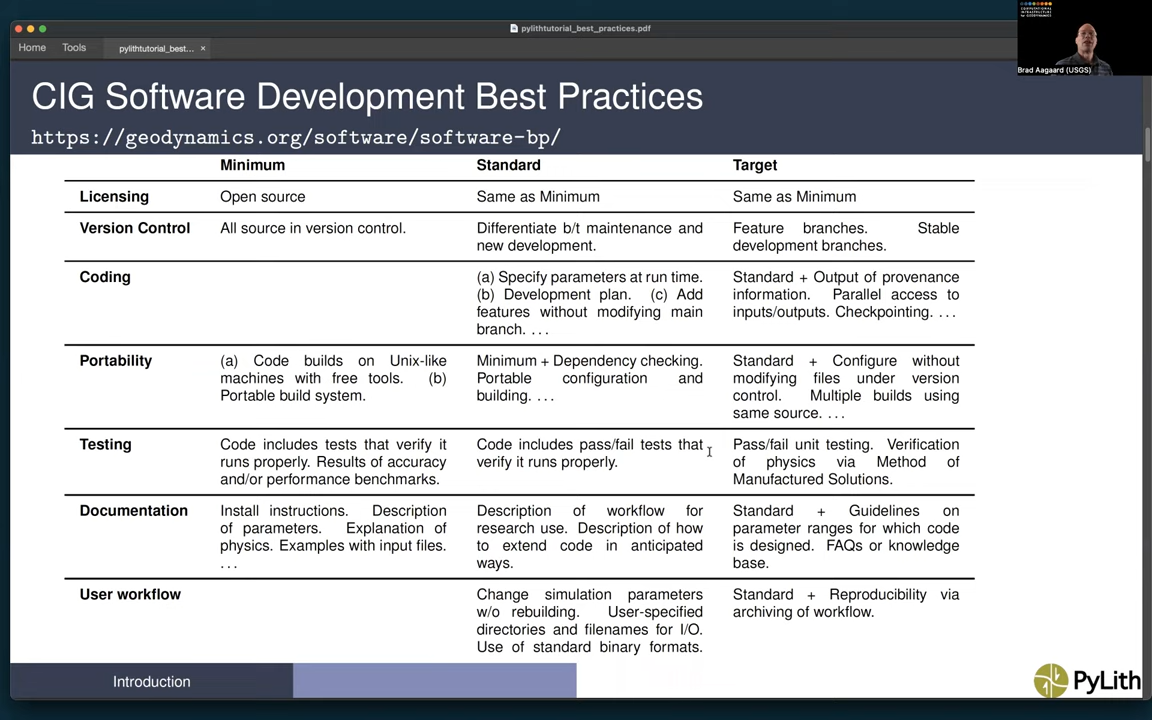 pylithtutorial_best_practices.pdf
Home
Tools
pylithtutorial_best... ×
COMPUTATIONAL
INFRASTRUCTURE
for GEODYNAMICS
Brad Aagaard (USGS)
CIG Software Development Best Practices
https://geodynamics.org/software/software-bp/
Minimum Standard Target
Licensing Open source Same as Minimum Same as Minimum
Version Control
All source in version control.
Differentiate b/t maintenance and
new development.
Feature branches. Stable
development branches.
Coding
(a) Specify parameters at run time.
(b) Development plan. (c) Add
features without modifying main
branch. ...
Standard + Output of provenance
information. Parallel access to
inputs/outputs. Checkpointing. ...
Portability
(a) Code builds on Unix-like
machines with free tools. (b)
Portable build system.
Minimum + Dependency checking.
Portable configuration and
building. ...
Standard + Configure without
modifying files under version
control. Multiple builds using
same source. ...
Testing
Code includes tests that verify it
runs properly. Results of accuracy
and/or performance benchmarks.
Code includes pass/fail tests that
verify it runs properly.
Pass/fail unit testing. Verification
of physics via Method of
Manufactured Solutions.
Documentation
Install instructions. Description
of parameters. Explanation of
physics. Examples with input files.
...
Description of workflow for
research use. Description of how
to extend code in anticipated
ways.
Standard + Guidelines on
parameter ranges for which code
is designed. FAQs or knowledge
base.
User workflow
Change simulation parameters
w/o rebuilding. User-specified
directories and filenames for I/O.
Use of standard binary formats.
Standard + Reproducibility via
archiving of workflow.
Introduction
PyLith